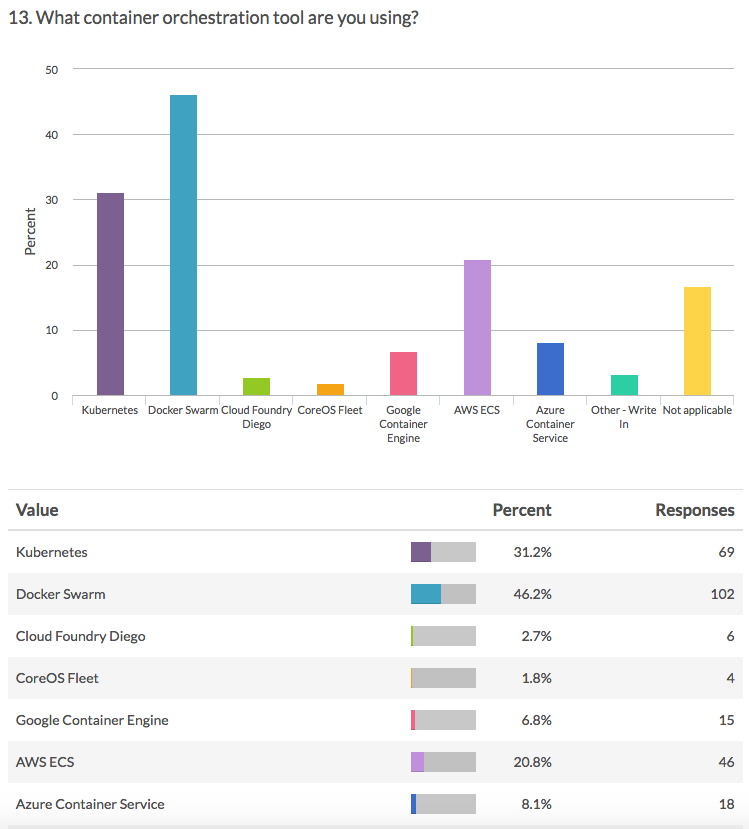 13. What container orchestration tool are you using?
50
40
30
20
10
0
Percent
Kubernetes
Docker Swarm
Cloud Foundry
Diego
CoreOS Fleet
Google
Container
Engine
AWS ECS
Azure
Container
Service
Other - Write
In
Not applicable
Value Percent Responses
Kubernetes 31.2% 69
Docker Swarm 46.2% 102
Cloud Foundry Diego 2.7% 6
CoreOS Fleet 1.8% 4
Google Container Engine 6.8% 15
AWS ECS 20.8% 46
Azure Container Service 8.1% 18